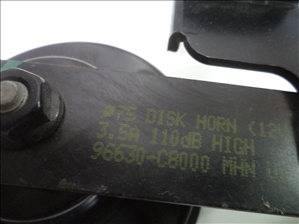 ø75 DISK HORN (12
3.5A 110dB HIGH
96630-C8000 MHN